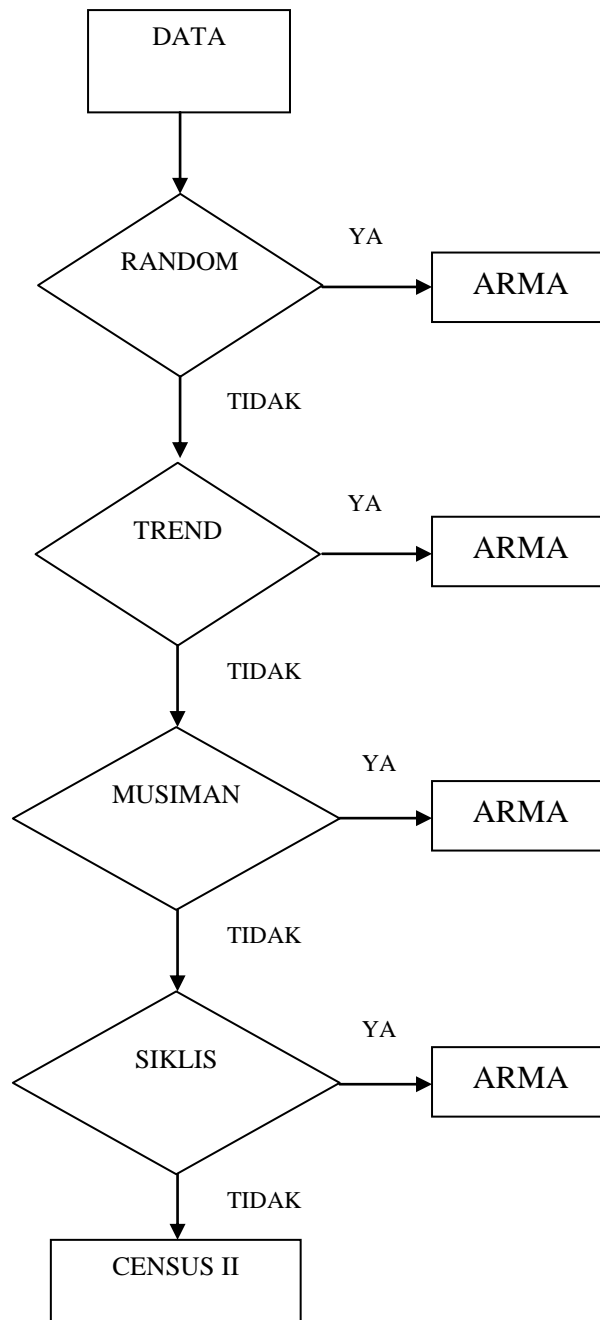 DATA
RANDOM
YA
ARMA
TIDAK
TREND
YA
ARMA
TIDAK
MUSIMAN
YA
ARMA
TIDAK
SIKLIS
YA
ARMA
TIDAK
CENSUS II